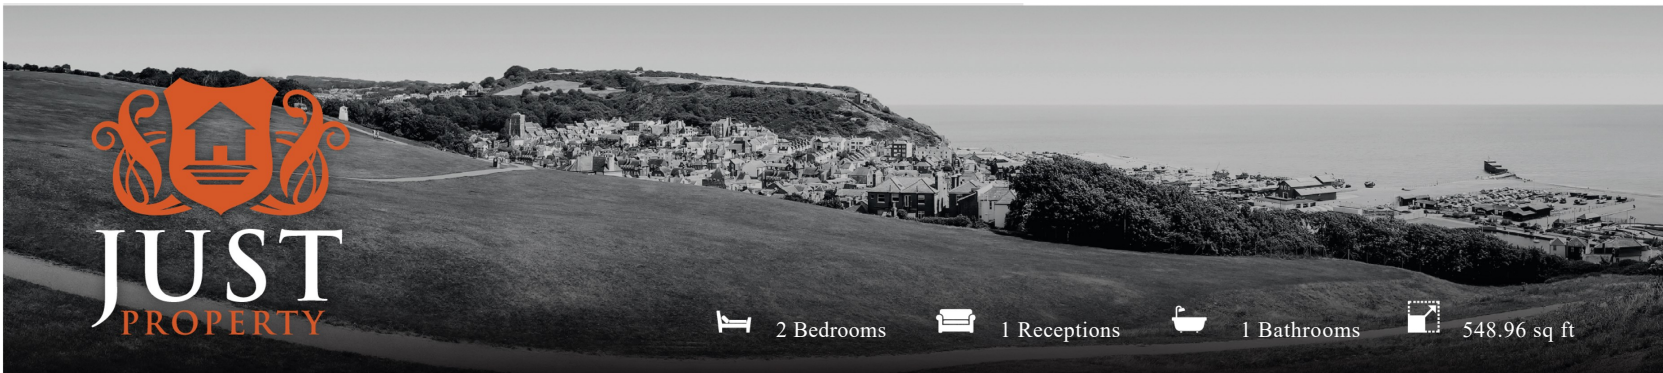 JUST
PROPERTY
2 Bedrooms
1 Receptions
1 Bathrooms
548.96 sq ft